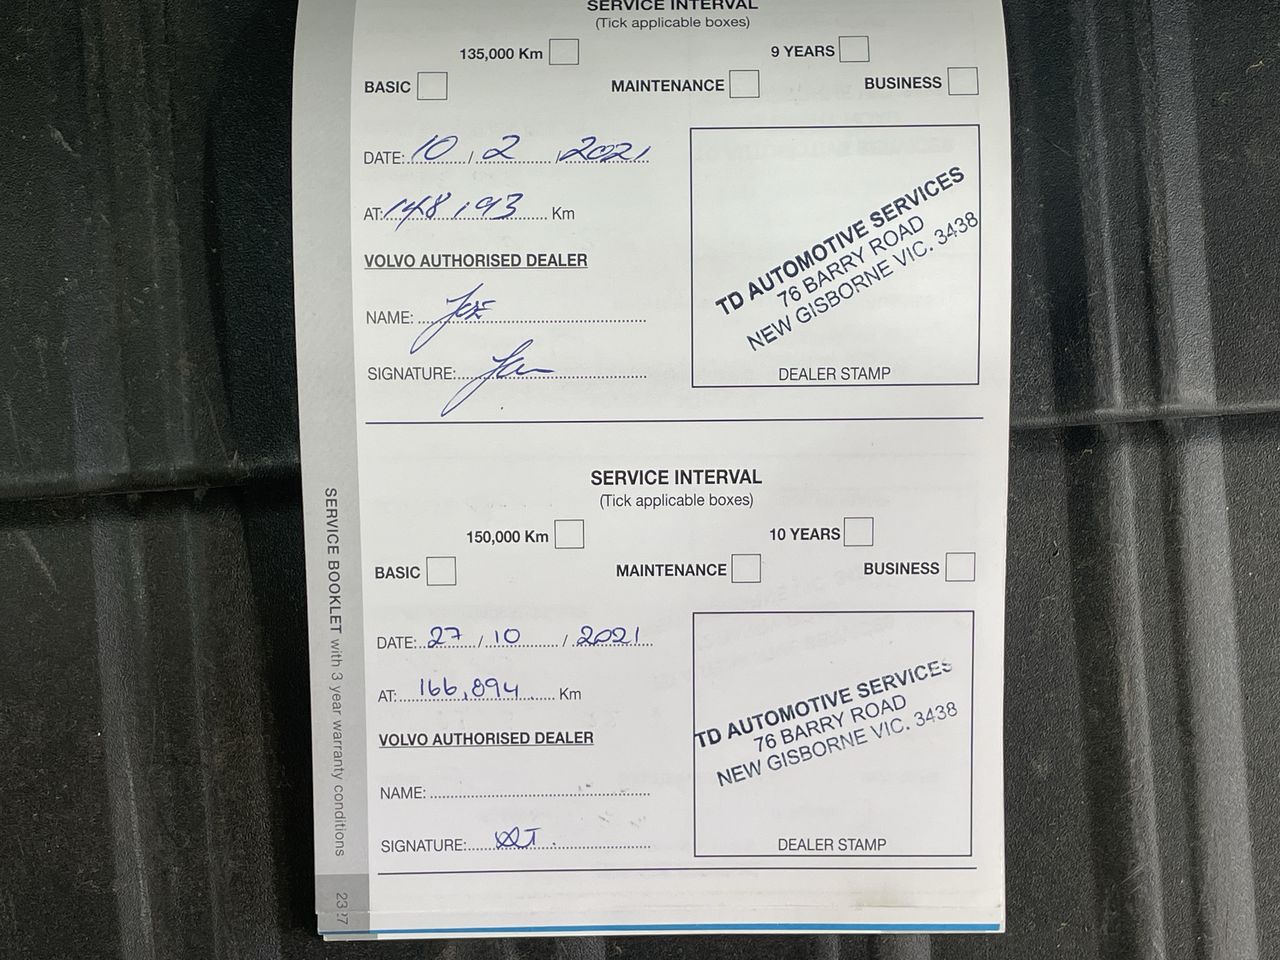 SERVICE INTERVAL
(Tick applicable boxes)
135,000 Km
9 YEARS
BASIC
MAINTENANCE
BUSINESS
DATE: 10 / 2 / 2021
AT: 148,193 Km
VOLVO AUTHORISED DEALER
NAME:
SIGNATURE:
TD AUTOMOTIVE SERVICES
76 BARRY ROAD
NEW GISBORNE VIC. 3438
DEALER STAMP
SERVICE INTERVAL
(Tick applicable boxes)
150,000 Km
10 YEARS
BASIC
MAINTENANCE
BUSINESS
DATE: 27 / 10 / 2021
AT: 166,894 Km
VOLVO AUTHORISED DEALER
NAME:
SIGNATURE:
TD AUTOMOTIVE SERVICES
76 BARRY ROAD
NEW GISBORNE VIC. 3438
DEALER STAMP
SERVICE BOOKLET with 3 year warranty conditions